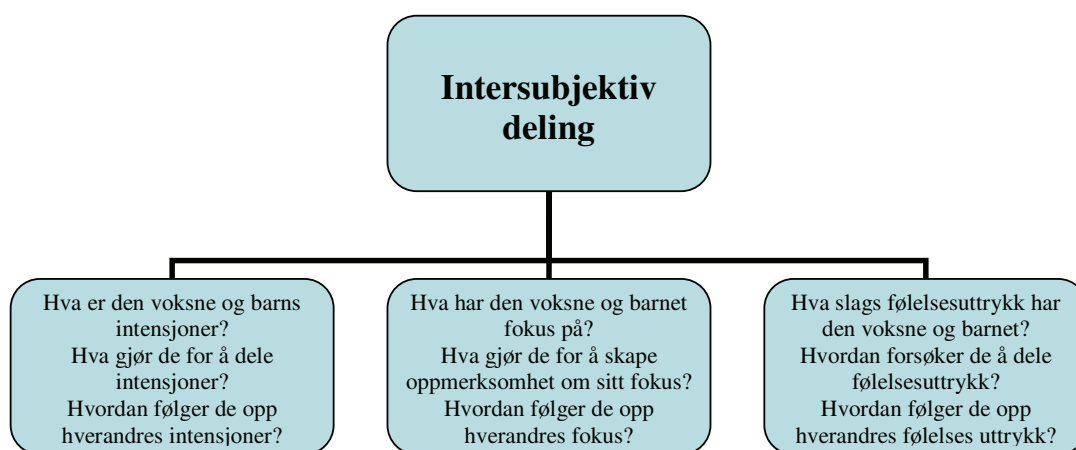 Intersubjektiv
deling
Hva er den voksne og barns
intensjoner?
Hva gjør de for å dele
intensjoner?
Hvordan følger de opp
hverandres intensjoner?
Hva har den voksne og barnet
fokus på?
Hva gjør de for å skape
oppmerksomhet om sitt fokus?
Hvordan følger de opp
hverandres fokus?
Hva slags følelsesuttrykk har
den voksne og barnet?
Hvordan forsøker de å dele
følelsesuttrykk?
Hvordan følger de opp
hverandres følelses uttrykk?